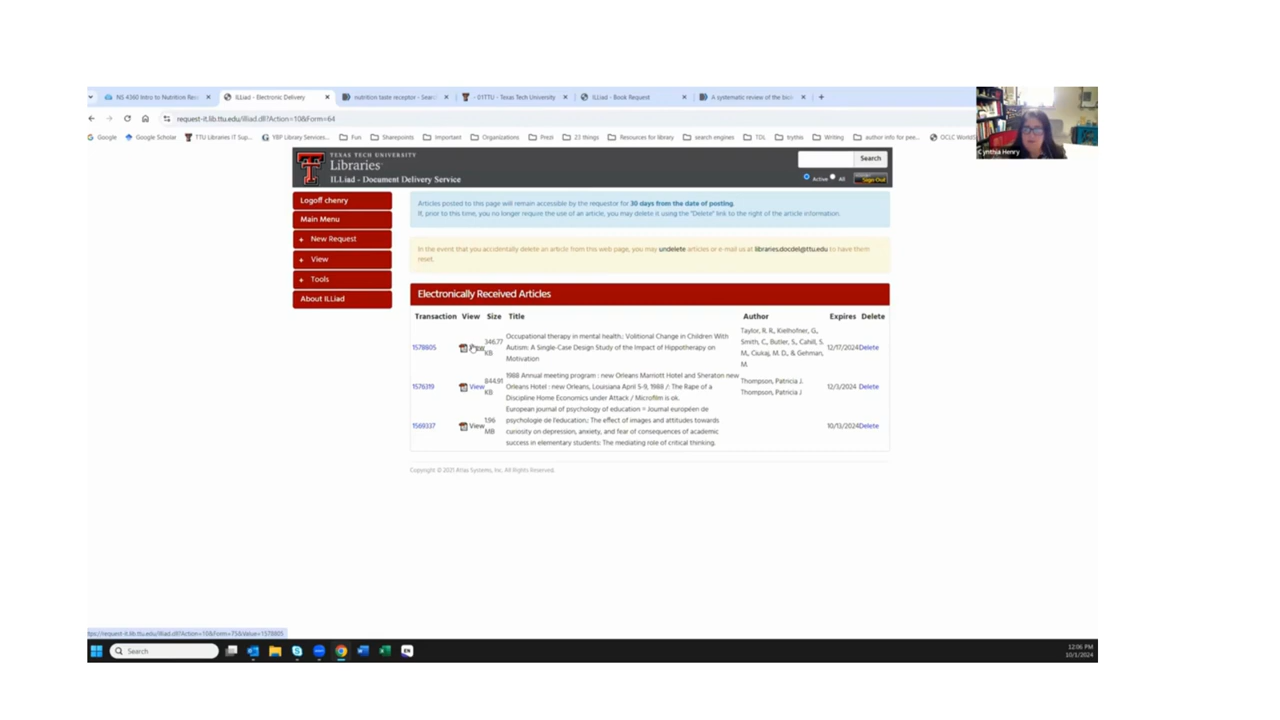 NS 4360 Intro to Nutrition Res
ILLiad - Electronic Delivery
nutrition taste receptor - Searc
- 01TTU - Texas Tech University
ILLiad - Book Request
A systematic review of the bio
request-it.lib.ttu.edu/illiad.dll?Action=10&Form=64
Google
Google Scholar
TTU Libraries IT Sup...
YBP Library Services...
Fun
Sharepoints
Important
Organizations
Prezi
23 things
Resources for library
search engines
TDL
trythis
Writing
author info for pee...
OCLC WorldS
Cynthia Henry
TEXAS TECH UNIVERSITY
Libraries
ILLiad - Document Delivery Service
Search
Active
All
Sign Out
Logoff chenry
Main Menu
+ New Request
+ View
+ Tools
About ILLiad
Articles posted to this page will remain accessible by the requestor for 30 days from the date of posting.
If, prior to this time, you no longer require the use of an article, you may delete it using the "Delete" link to the right of the article information.
In the event that you accidentally delete an article from this web page, you may undelete articles or e-mail us at libraries.docdel@ttu.edu to have them
reset.
Electronically Received Articles
Transaction View Size Title Author Expires Delete
1578805
346.77
KB
Occupational therapy in mental health.: Volitional Change in Children With
Autism: A Single-Case Design Study of the Impact of Hippotherapy on
Motivation
Taylor, R. R., Kielhofner, G.,
Smith, C., Butler, S., Cahill, S.
M., Ciukaj, M. D., & Gehman,
M.
12/17/2024 Delete
1576319
View
844.91
KB
1988 Annual meeting program : new Orleans Marriott Hotel and Sheraton new
Orleans Hotel : new Orleans, Louisiana April 5-9, 1988 /: The Rape of a
Discipline Home Economics under Attack / Microfilm is ok.
Thompson, Patricia J.
Thompson, Patricia J
12/3/2024 Delete
1569337
View
1.96
MB
European journal of psychology of education = Journal européen de
psychologie de l'education.: The effect of images and attitudes towards
curiosity on depression, anxiety, and fear of consequences of academic
success in elementary students: The mediating role of critical thinking.
10/13/2024 Delete
Copyright © 2021 Atlas Systems, Inc. All Rights Reserved.
tps://request-it.lib.ttu.edu/illiad.dll?Action=10&Form=75&Value=1578805
Search
12:06 PM